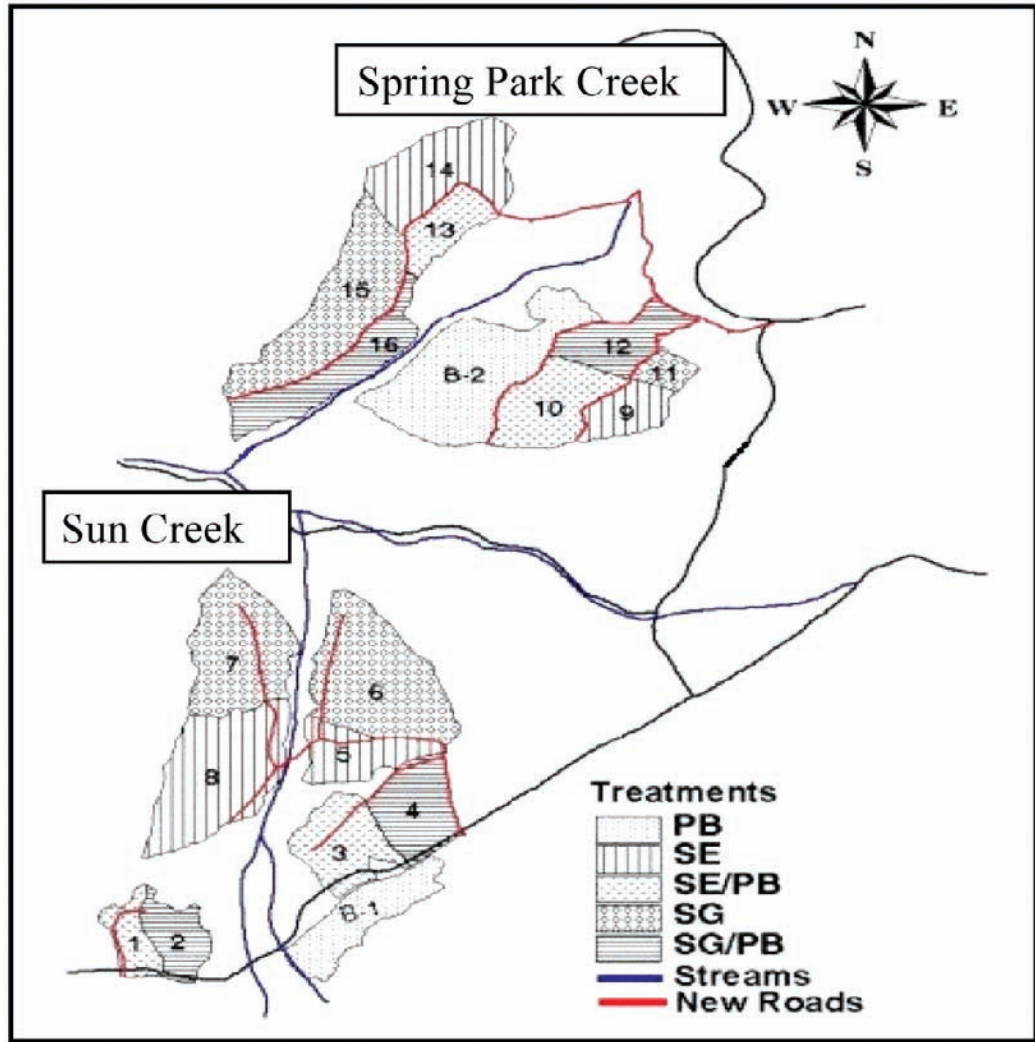 Spring Park Creek
N
W E
S
14
13
15
16
12
B-2
11
10
9
Sun Creek
7
6
5
8
4
3
B-1
1 2
Treatments
PB
SE
SE/PB
SG
SG/PB
Streams
New Roads